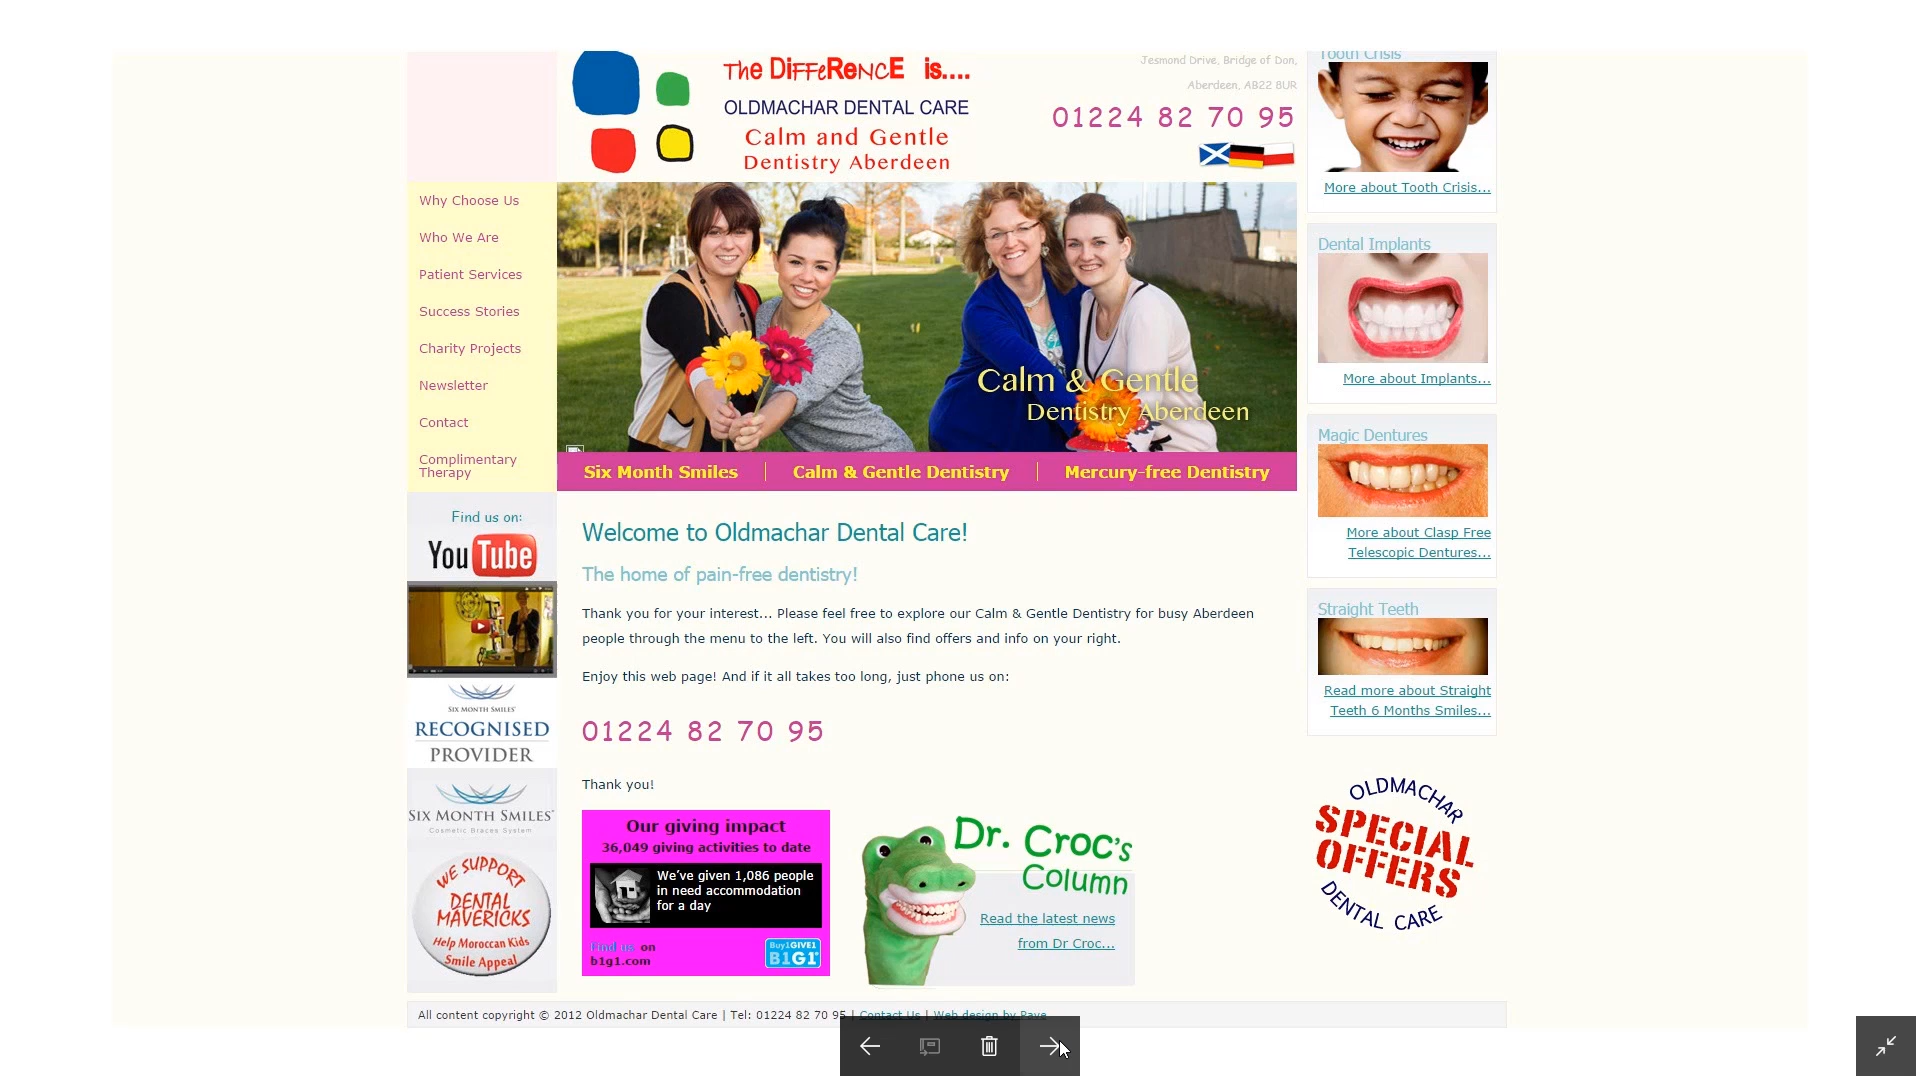 The DiFFeReNCE is....
OLDMACHAR DENTAL CARE
Calm and Gentle
Dentistry Aberdeen
Jesmond Drive, Bridge of Don,
Aberdeen, AB22 8UR
01224 82 70 95
Why Choose Us
Who We Are
Patient Services
Success Stories
Charity Projects
Newsletter
Contact
Complimentary
Therapy
Calm & Gentle
Dentistry Aberdeen
Six Month Smiles
Calm & Gentle Dentistry
Mercury-free Dentistry
Find us on:
YouTube
SIX MONTH SMILES
RECOGNISED
PROVIDER
SIX MONTH SMILES
Cosmetic Braces System
WE SUPPORT
DENTAL
MAVERICKS
Help Moroccan Kids
Smile Appeal
Welcome to Oldmachar Dental Care!
The home of pain-free dentistry!
Thank you for your interest... Please feel free to explore our Calm & Gentle Dentistry for busy Aberdeen
people through the menu to the left. You will also find offers and info on your right.
Enjoy this web page! And if it all takes too long, just phone us on:
01224 82 70 95
Thank you!
Our giving impact
36,049 giving activities to date
We've given 1,086 people
in need accommodation
for a day
Find us on
b1g1.com
Buy1GIVE1
B1G1
Dr. Croc's
Column
Read the latest news
from Dr Croc...
Tooth Crisis
More about Tooth Crisis...
Dental Implants
More about Implants...
Magic Dentures
More about Clasp Free
Telescopic Dentures...
Straight Teeth
Read more about Straight
Teeth 6 Months Smiles...
OLDMACHAR
SPECIAL
OFFERS
DENTAL CARE
All content copyright © 2012 Oldmachar Dental Care | Tel: 01224 82 70 95 | Contact Us | Web design by Pave